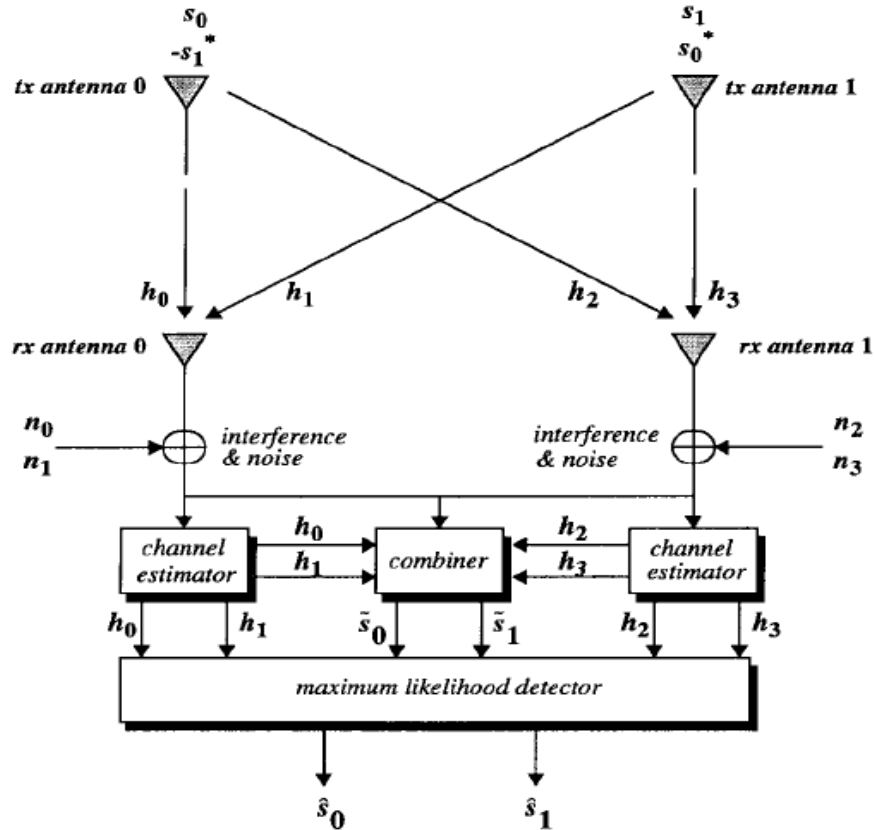 s₀ s₁
-s₁* s₀*
tx antenna 0 tx antenna 1
h₀ h₁ h₂ h₃
rx antenna 0 rx antenna 1
n₀ interference interference n₂
n₁ & noise & noise n₃
channel estimator h₀ h₁ combiner h₂ h₃ channel estimator
h₀ h₁ s̃₀ s̃₁ h₂ h₃
maximum likelihood detector
ŝ₀ ŝ₁